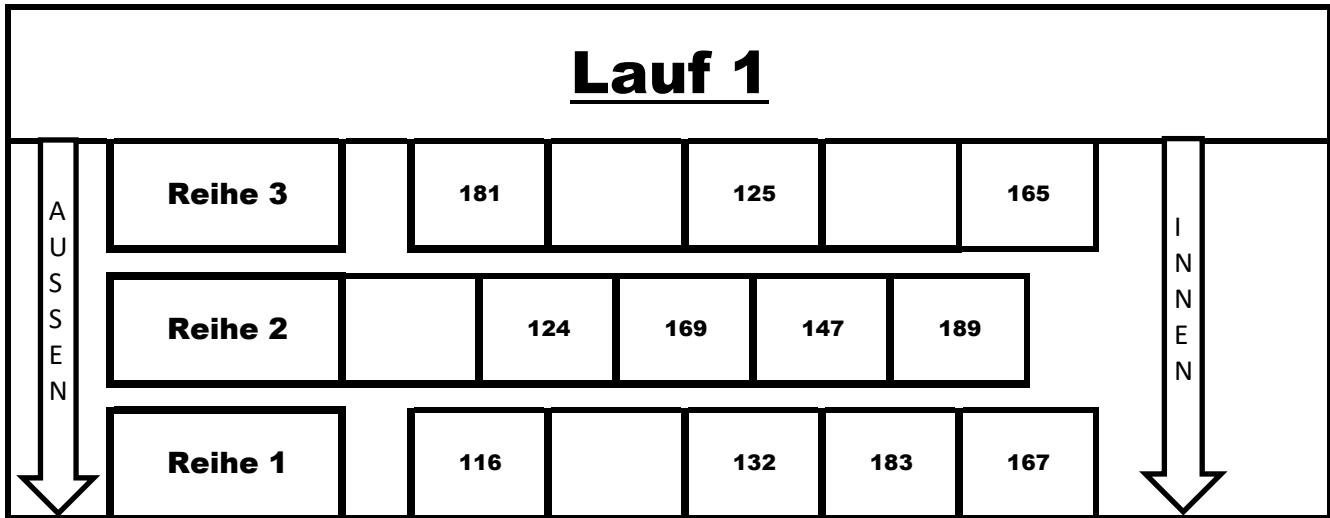 Lauf 1
AUSSEN
Reihe 3 181 125 165
Reihe 2 124 169 147 189
Reihe 1 116 132 183 167
INNEN